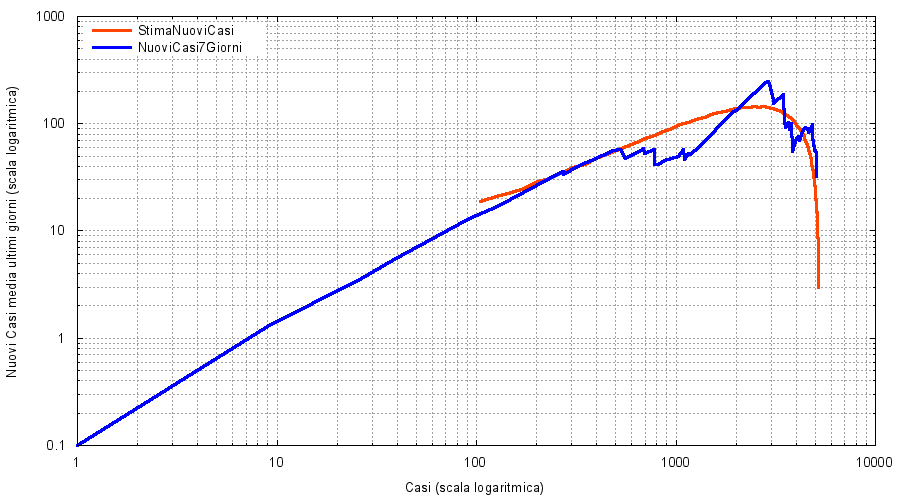 1000
StimaNuoviCasi
NuoviCasi7Giorni
100
10
1
0.1
Nuovi Casi media ultimi giorni (scala logaritmica)
1 10 100 1000 10000
Casi (scala logaritmica)